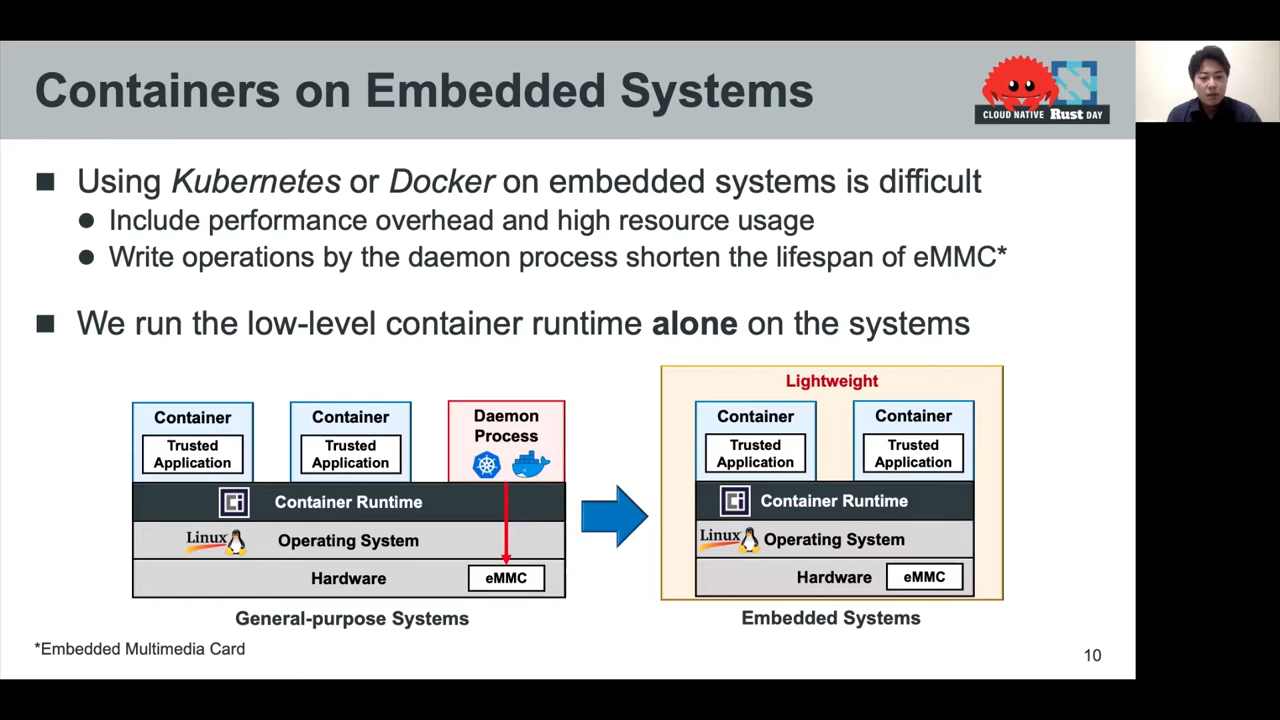 Containers on Embedded Systems
CLOUD NATIVE Rust DAY
■ Using Kubernetes or Docker on embedded systems is difficult
● Include performance overhead and high resource usage
● Write operations by the daemon process shorten the lifespan of eMMC*
■ We run the low-level container runtime alone on the systems
Container
Trusted
Application
Container
Trusted
Application
Daemon
Process
Container Runtime
Linux
Operating System
Hardware
eMMC
General-purpose Systems
Lightweight
Container
Trusted
Application
Container
Trusted
Application
Container Runtime
Linux
Operating System
Hardware
eMMC
Embedded Systems
*Embedded Multimedia Card
10